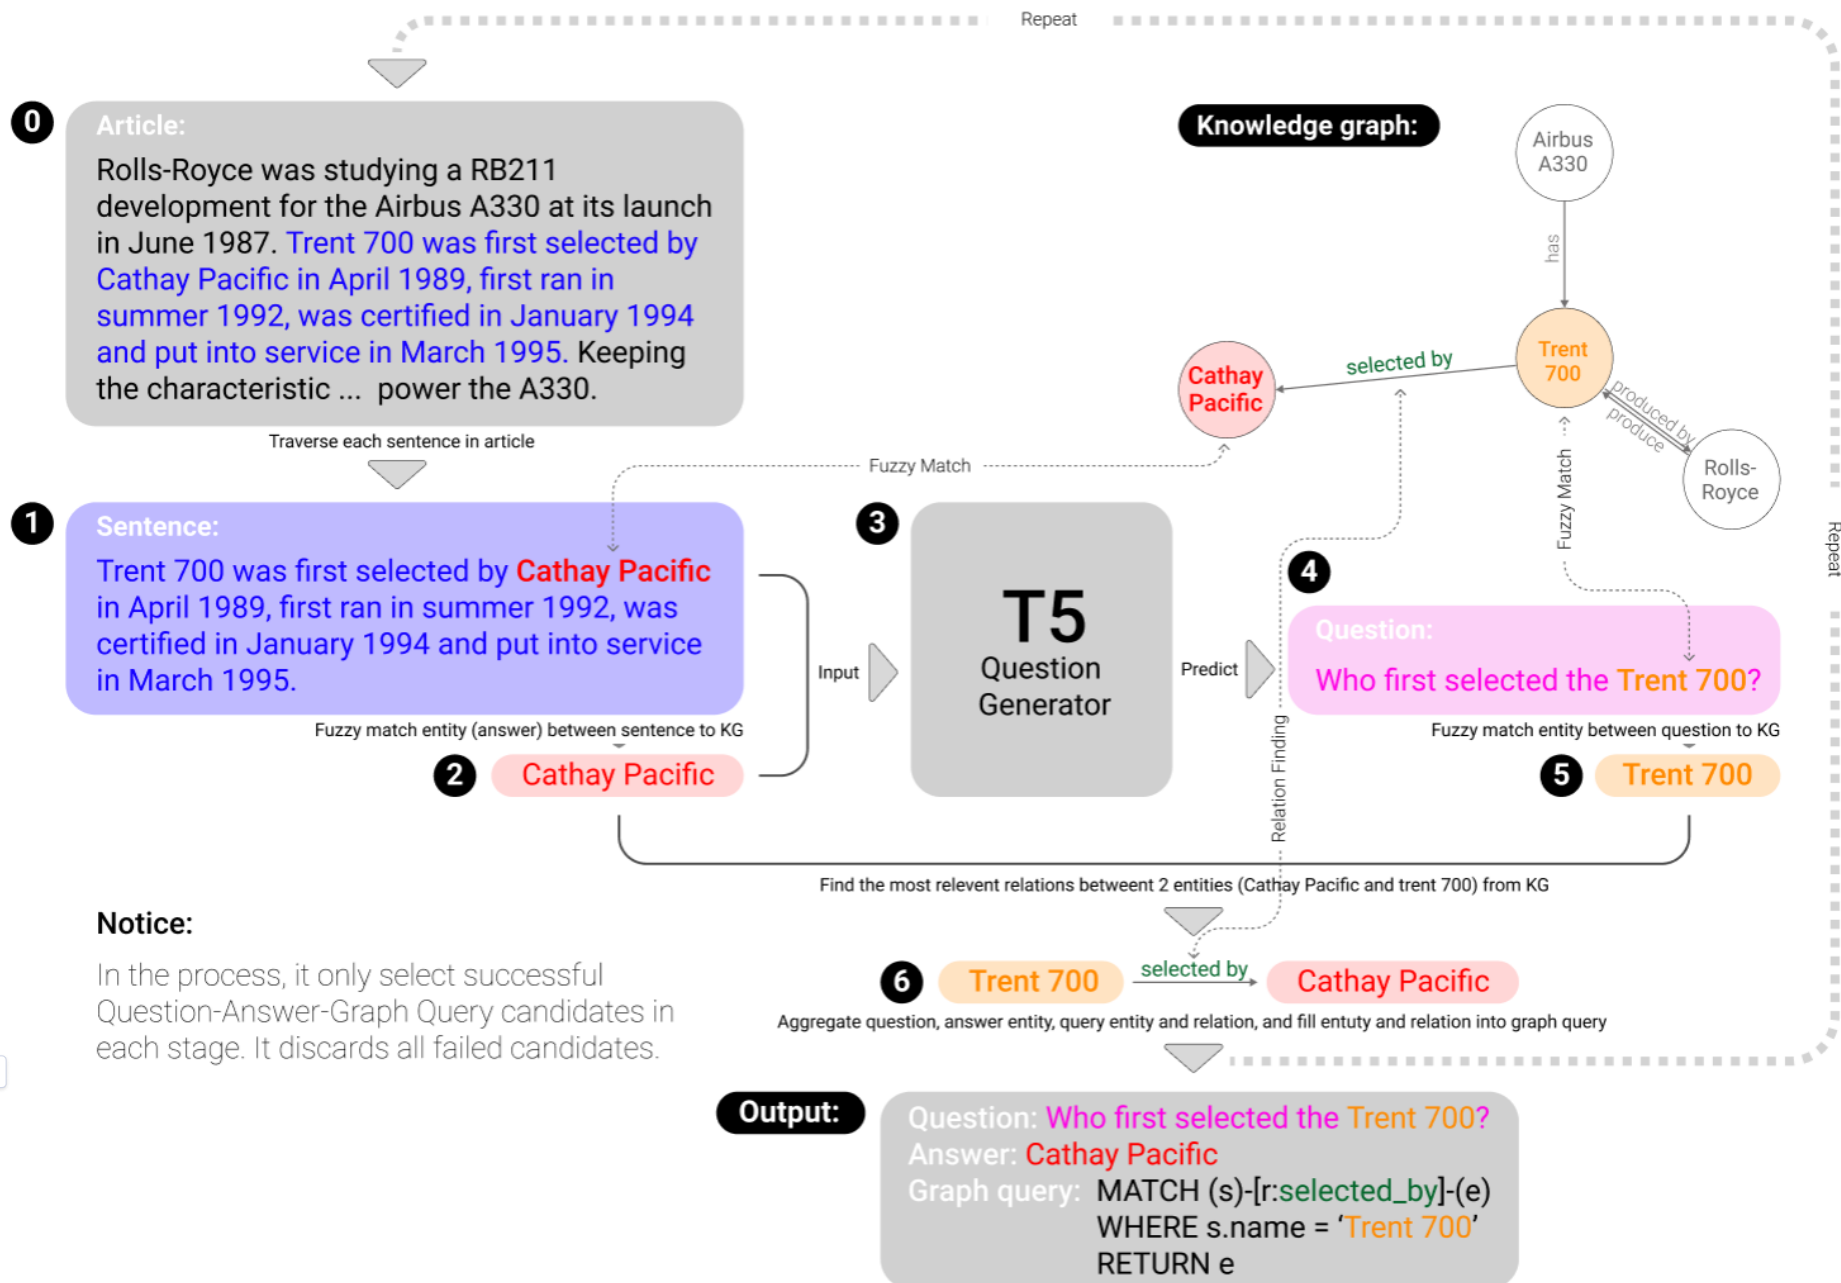 Repeat
0
Article:
Rolls-Royce was studying a RB211
development for the Airbus A330 at its launch
in June 1987. Trent 700 was first selected by
Cathay Pacific in April 1989, first ran in
summer 1992, was certified in January 1994
and put into service in March 1995. Keeping
the characteristic ... power the A330.
Traverse each sentence in article
Knowledge graph:
Airbus
A330
has
Trent
700
selected by
Cathay
Pacific
produced by
produce
Rolls-
Royce
Fuzzy Match
Fuzzy Match
Repeat
1
Sentence:
Trent 700 was first selected by Cathay Pacific
in April 1989, first ran in summer 1992, was
certified in January 1994 and put into service
in March 1995.
Fuzzy match entity (answer) between sentence to KG
2
Cathay Pacific
Input
3
T5
Question
Generator
Predict
4
Question:
Who first selected the Trent 700?
Fuzzy match entity between question to KG
5
Trent 700
Relation Finding
Find the most relevent relations betweent 2 entities (Cathay Pacific and trent 700) from KG
6
Trent 700
selected by
Cathay Pacific
Aggregate question, answer entity, query entity and relation, and fill entuty and relation into graph query
Notice:
In the process, it only select successful
Question-Answer-Graph Query candidates in
each stage. It discards all failed candidates.
Output:
Question: Who first selected the Trent 700?
Answer: Cathay Pacific
Graph query: MATCH (s)-[r:selected_by]-(e)
WHERE s.name = ‘Trent 700’
RETURN e